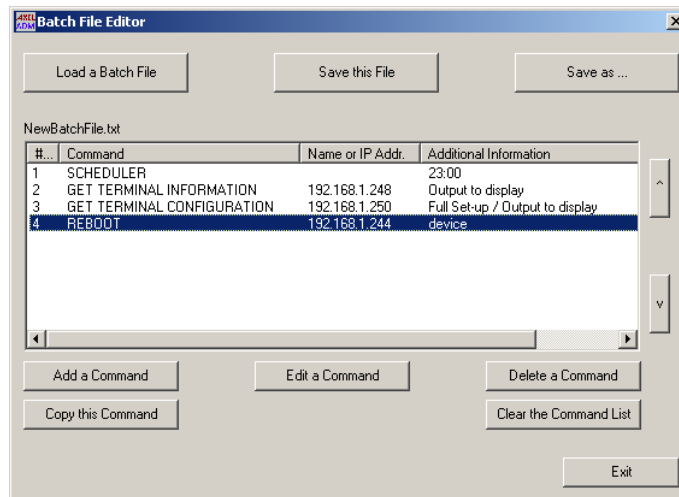 AXEL ADM Batch File Editor
Load a Batch File Save this File Save as ...
NewBatchFile.txt
#... Command Name or IP Addr. Additional Information
1 SCHEDULER 23:00
2 GET TERMINAL INFORMATION 192.168.1.248 Output to display
3 GET TERMINAL CONFIGURATION 192.168.1.250 Full Set-up / Output to display
4 REBOOT 192.168.1.244 device
^
v
Add a Command Edit a Command Delete a Command
Copy this Command Clear the Command List
Exit